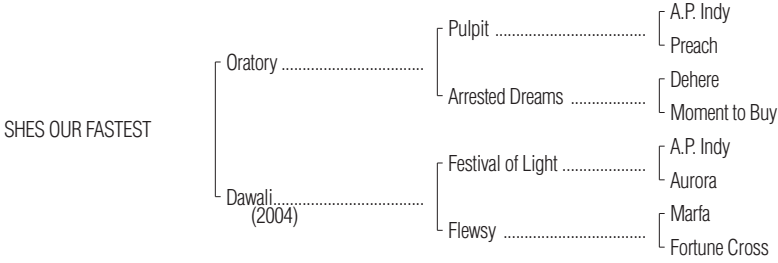 A.P. Indy
Pulpit ....................................
Preach
Oratory ..................................
Dehere
Arrested Dreams ..................
Moment to Buy
SHES OUR FASTEST
A.P. Indy
Festival of Light ....................
Aurora
Dawali....................................
(2004)
Marfa
Flewsy ..................................
Fortune Cross